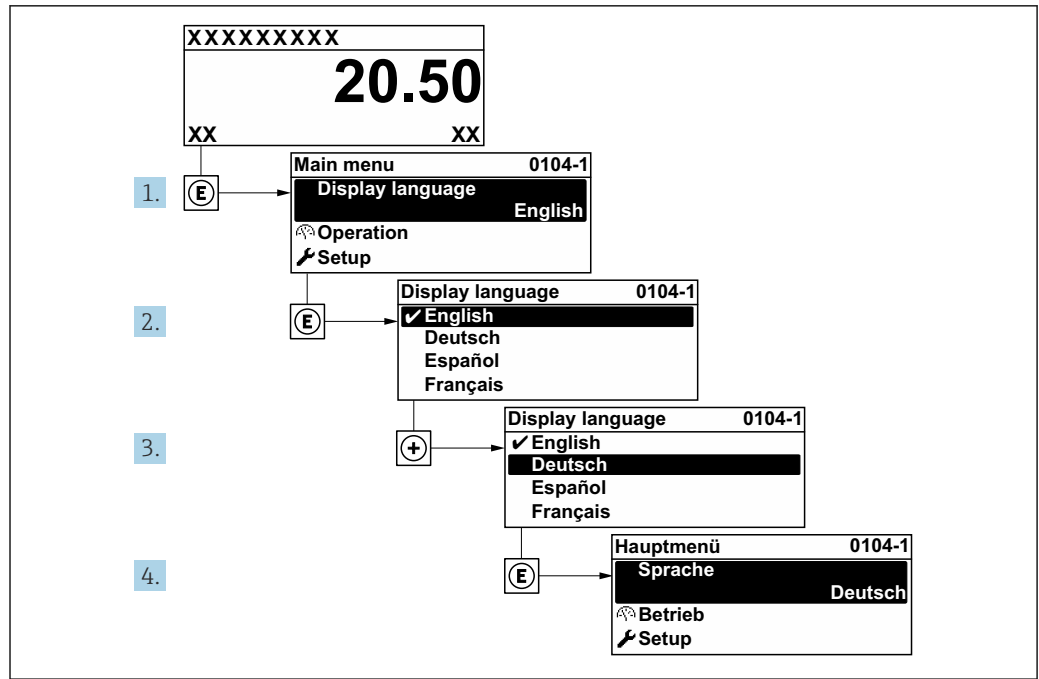 XXXXXXXXX
20.50
XX XX
1. E
Main menu 0104-1
Display language
English
Operation
Setup
2. E
Display language 0104-1
✔English
Deutsch
Español
Français
3. +
Display language 0104-1
✔English
Deutsch
Español
Français
4. E
Hauptmenü 0104-1
Sprache
Deutsch
Betrieb
Setup